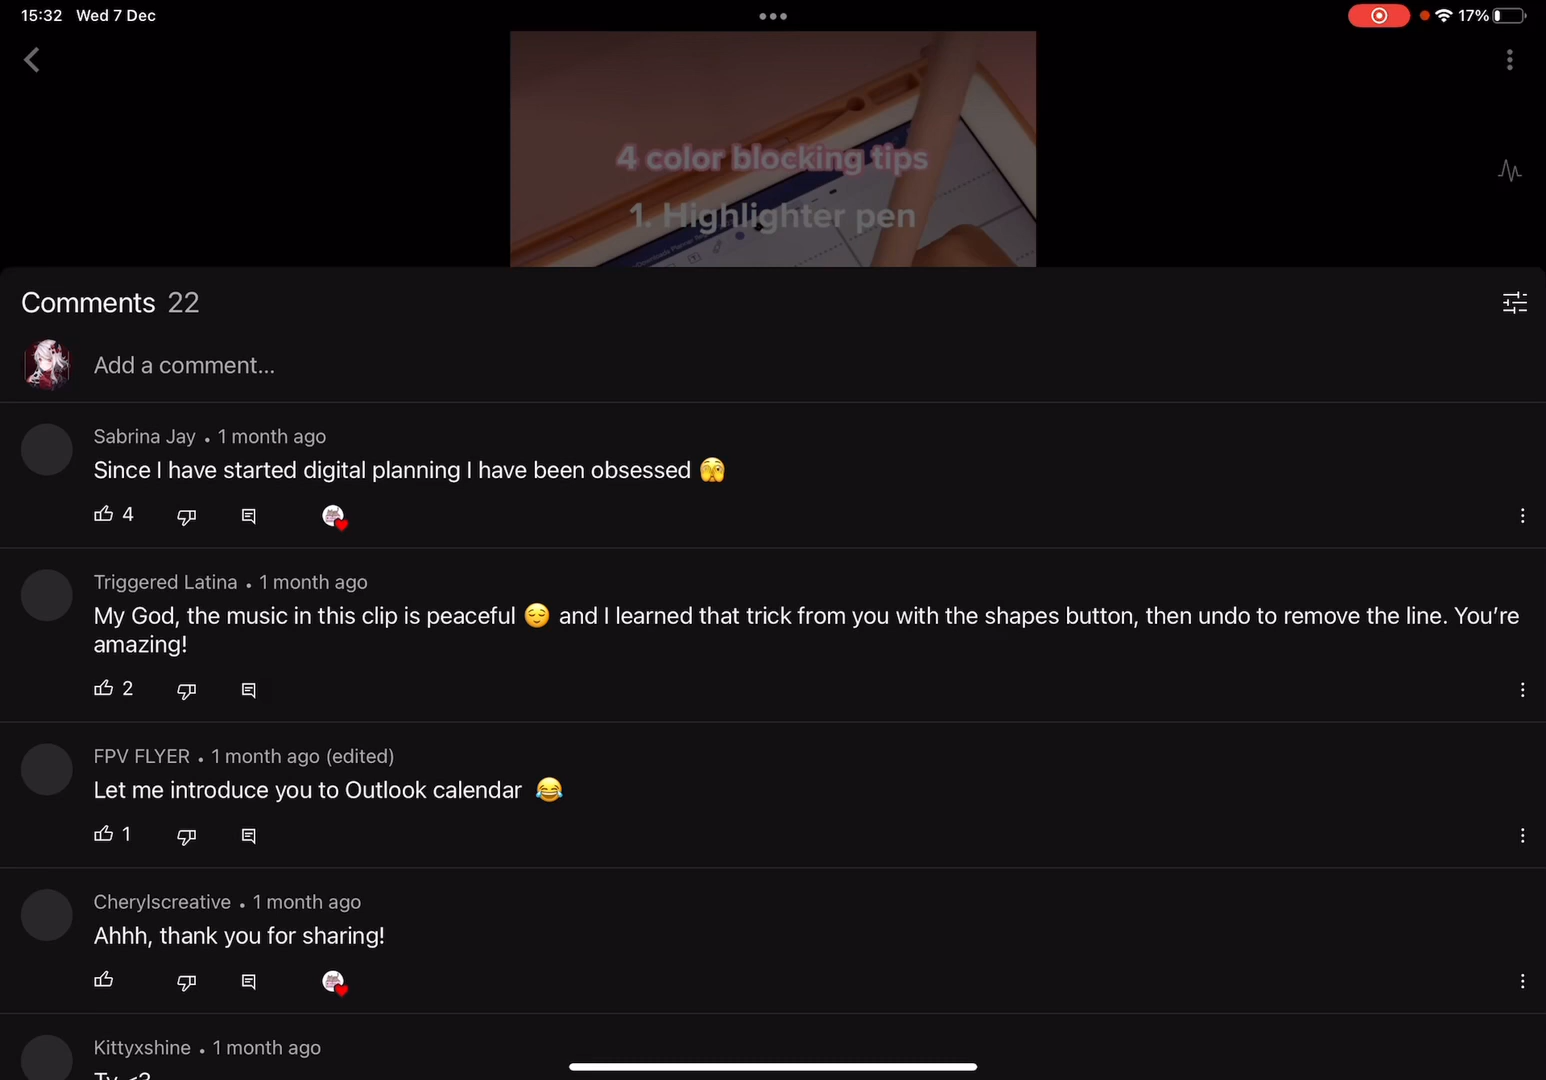 15:32 Wed 7 Dec
17%
4 color blocking tips
1. Highlighter pen
Comments 22
Add a comment...
Sabrina Jay • 1 month ago
Since I have started digital planning I have been obsessed 🫣
4
Triggered Latina • 1 month ago
My God, the music in this clip is peaceful 😌 and I learned that trick from you with the shapes button, then undo to remove the line. You’re
amazing!
2
FPV FLYER • 1 month ago (edited)
Let me introduce you to Outlook calendar 😂
1
Cherylscreative • 1 month ago
Ahhh, thank you for sharing!
Kittyxshine • 1 month ago